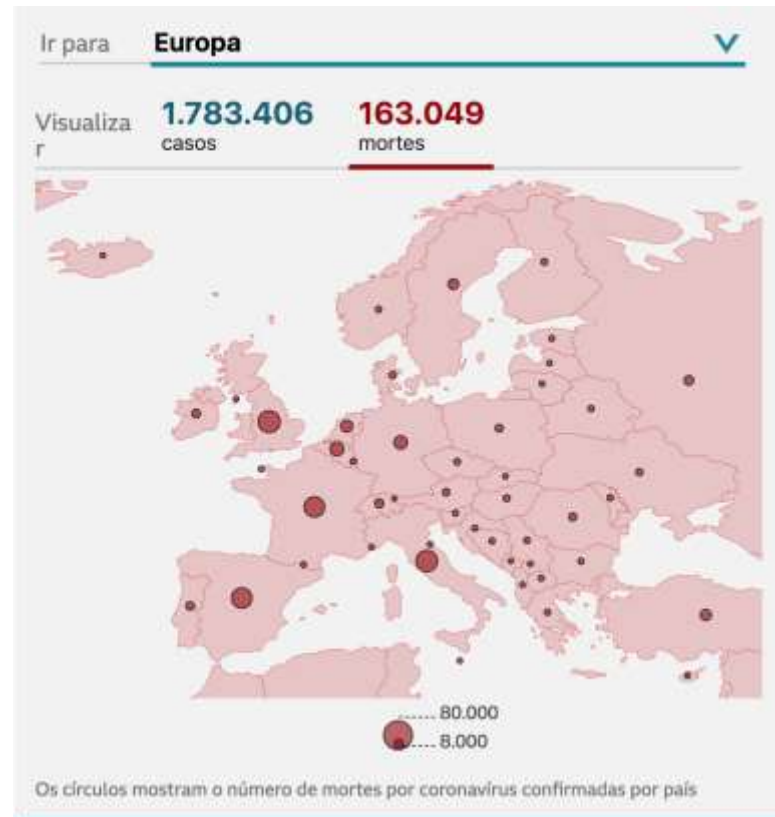 Ir para Europa
Visualiza
r
1.783.406 163.049
casos mortes
80.000
8.000
Os círculos mostram o número de mortes por coronavírus confirmadas por país